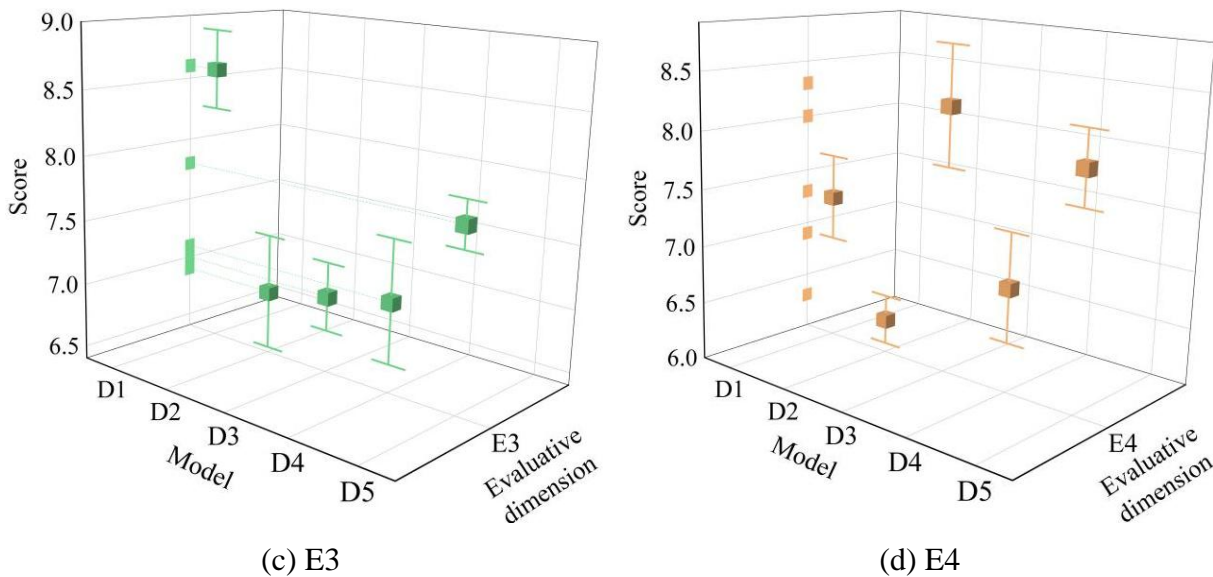 9.0
8.5
8.0
7.5
7.0
6.5
Score
D1
D2
D3
D4
D5
Model
E3
Evaluative
dimension
(c) E3
8.5
8.0
7.5
7.0
6.5
6.0
Score
D1
D2
D3
D4
D5
Model
E4
Evaluative
dimension
(d) E4